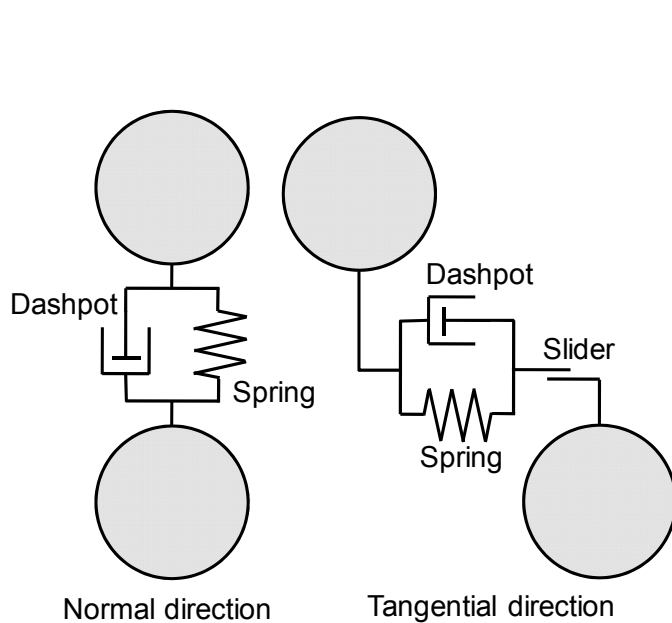 Dashpot
Spring
Normal direction
Dashpot
Slider
Spring
Tangential direction